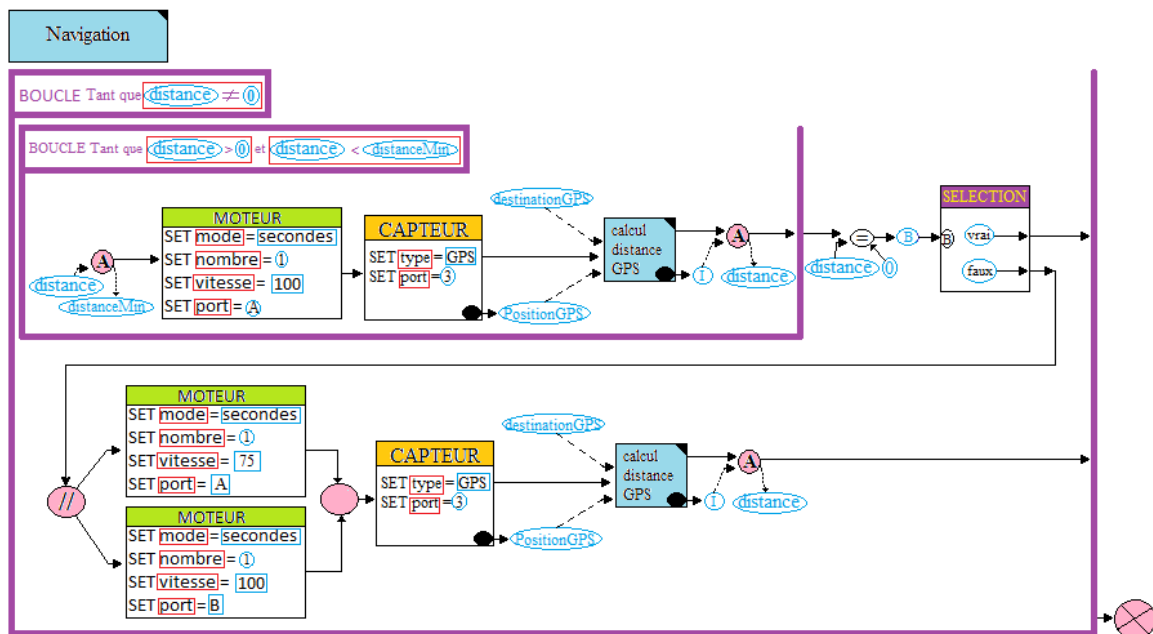 Navigation
BOUCLE Tant que distance ≠ 0
BOUCLE Tant que distance > 0 et distance < distanceMin
distance
A
distanceMin
MOTEUR
SET mode = secondes
SET nombre = 1
SET vitesse = 100
SET port = A
CAPTEUR
SET type = GPS
SET port = 3
destinationGPS
PositionGPS
calcul
distance
GPS
I
A
distance
distance
=
0
B
SELECTION
B
vrai
faux
//
MOTEUR
SET mode = secondes
SET nombre = 1
SET vitesse = 75
SET port = A
MOTEUR
SET mode = secondes
SET nombre = 1
SET vitesse = 100
SET port = B
CAPTEUR
SET type = GPS
SET port = 3
destinationGPS
PositionGPS
calcul
distance
GPS
I
A
distance